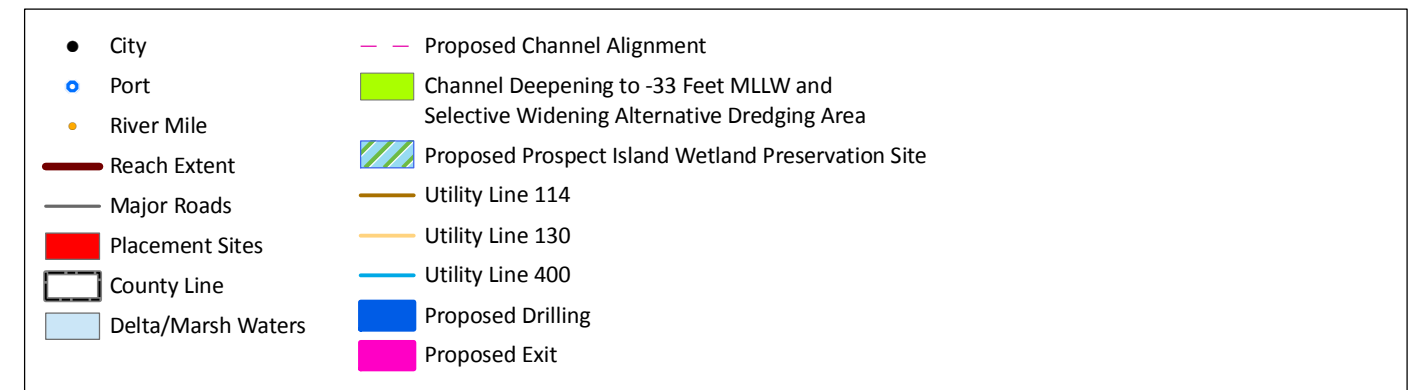 City
Port
River Mile
Reach Extent
Major Roads
Placement Sites
County Line
Delta/Marsh Waters
Proposed Channel Alignment
Channel Deepening to -33 Feet MLLW and
Selective Widening Alternative Dredging Area
Proposed Prospect Island Wetland Preservation Site
Utility Line 114
Utility Line 130
Utility Line 400
Proposed Drilling
Proposed Exit